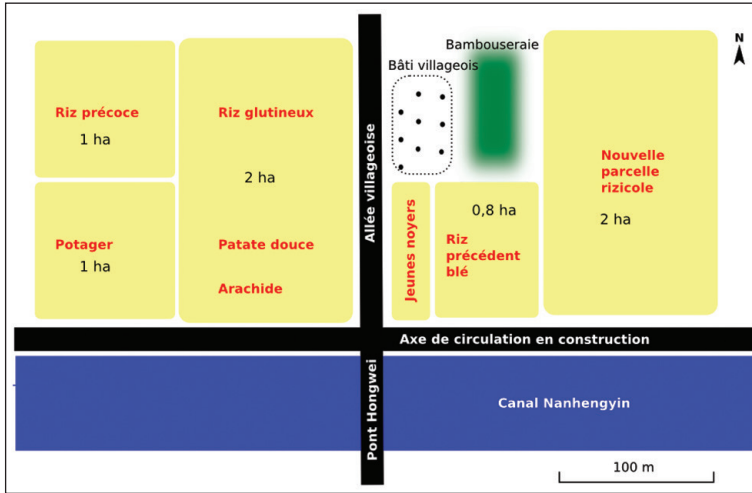 Riz précoce
1 ha
Riz glutineux
2 ha
Potager
1 ha
Patate douce
Arachide
Allée villageoise
Bambouseraie
Bâti villageois
N
Nouvelle
parcelle
rizicole
2 ha
Jeunes noyers
0,8 ha
Riz
précédent
blé
Axe de circulation en construction
Pont Hongwei
Canal Nanhengyin
100 m